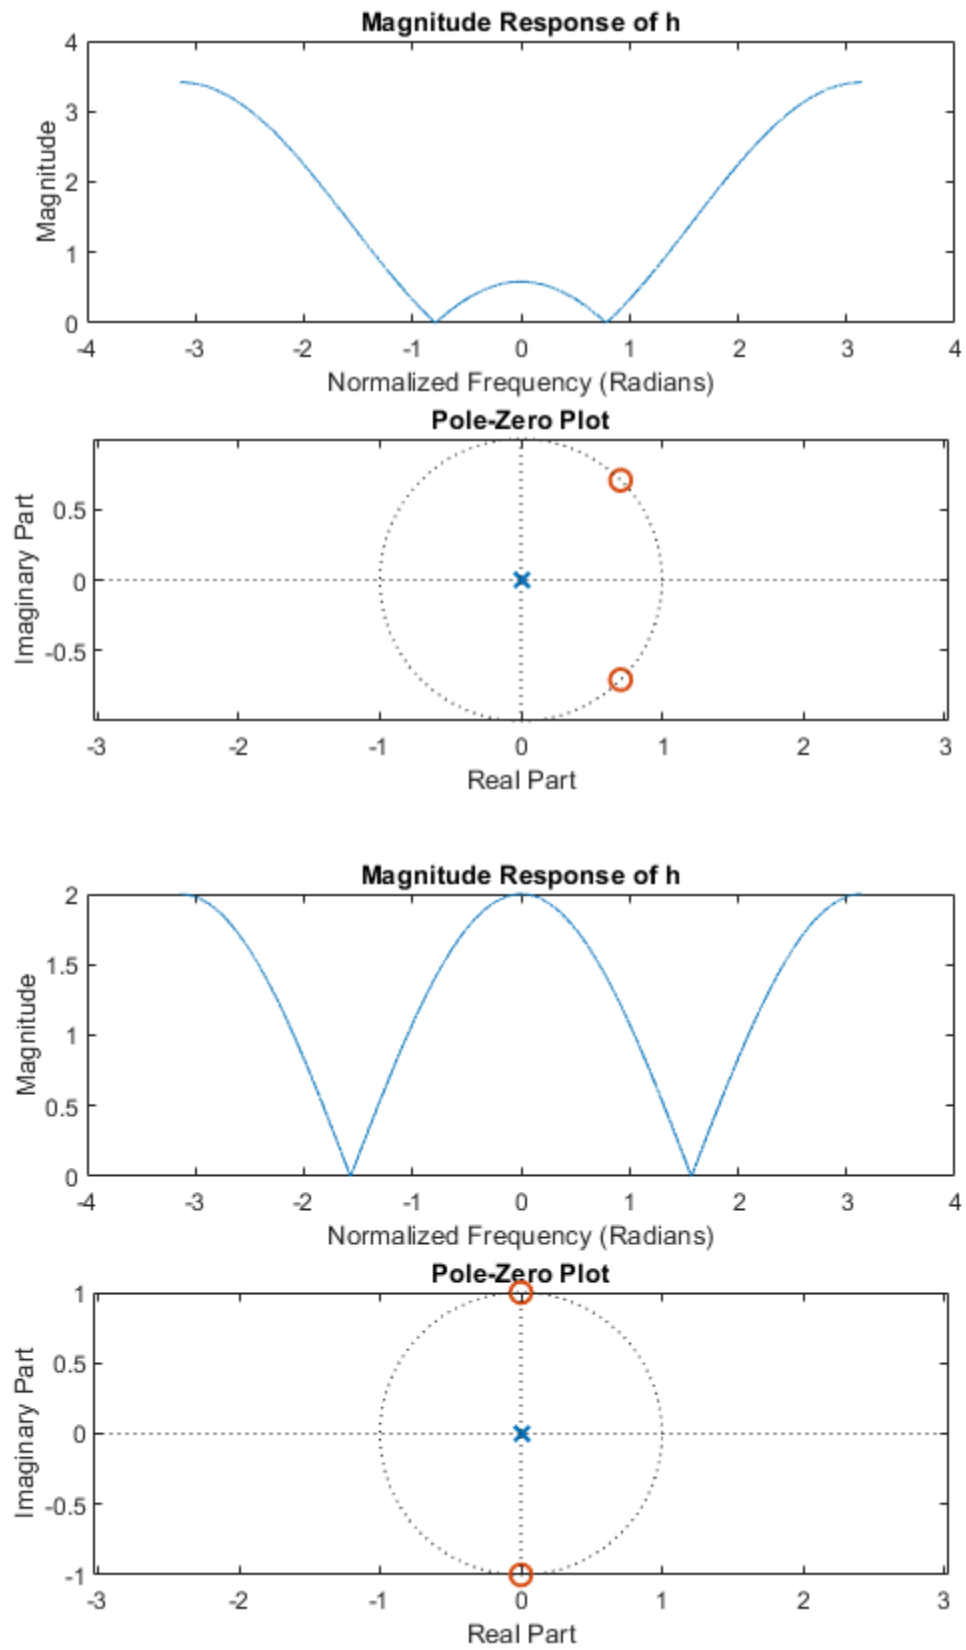 Magnitude Response of h
4
3
2
1
0
Magnitude
-4 -3 -2 -1 0 1 2 3 4
Normalized Frequency (Radians)
Pole-Zero Plot
0.5
0
-0.5
Imaginary Part
-3 -2 -1 0 1 2 3
Real Part
Magnitude Response of h
2
1.5
1
0.5
0
Magnitude
-4 -3 -2 -1 0 1 2 3 4
Normalized Frequency (Radians)
Pole-Zero Plot
1
0.5
0
-0.5
-1
Imaginary Part
-3 -2 -1 0 1 2 3
Real Part